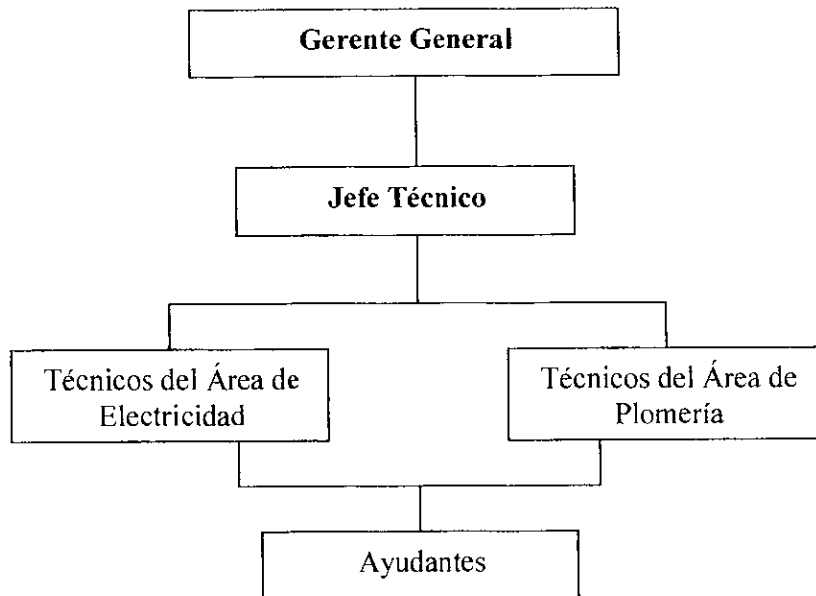 Gerente General
Jefe Técnico
Técnicos del Área de
Electricidad
Técnicos del Área de
Plomería
Ayudantes